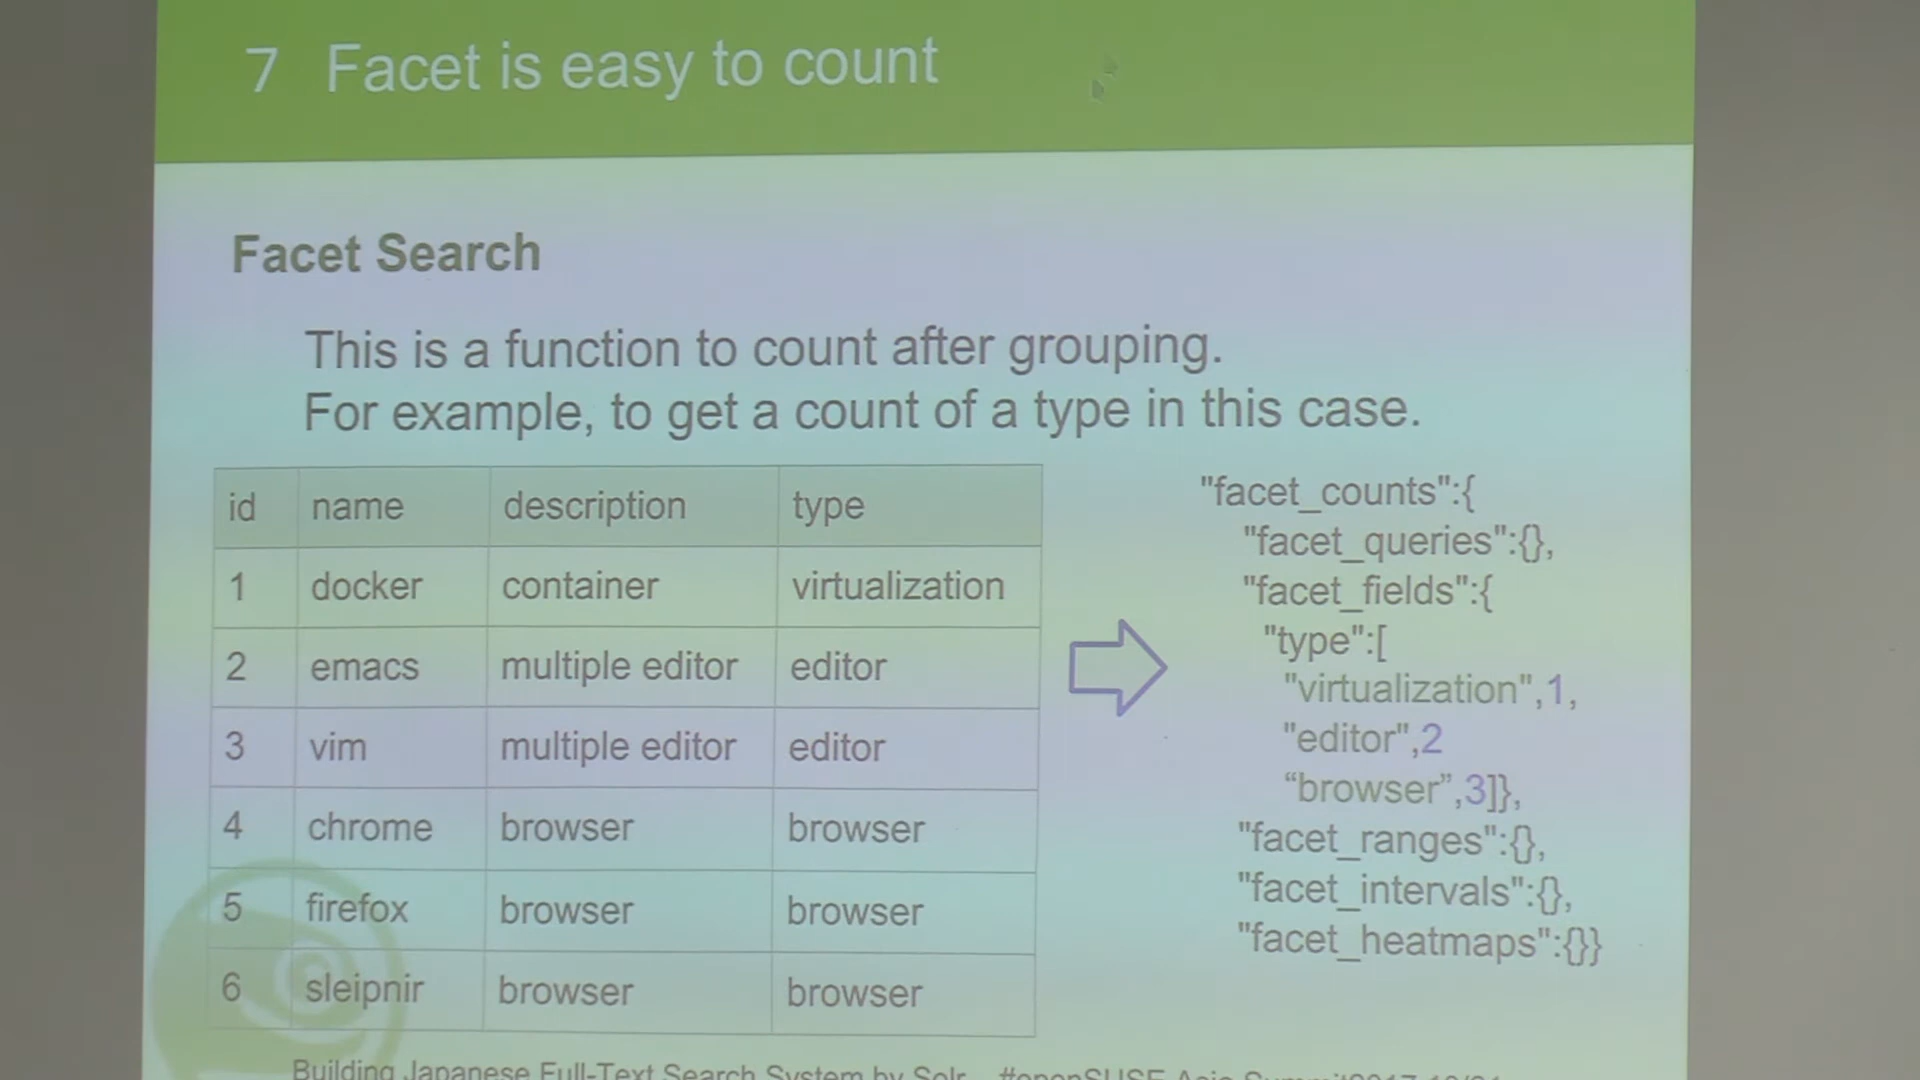 7 Facet is easy to count
Facet Search
This is a function to count after grouping.
For example, to get a count of a type in this case.
id name description type
1 docker container virtualization
2 emacs multiple editor editor
3 vim multiple editor editor
4 chrome browser browser
5 firefox browser browser
6 sleipnir browser browser
"facet_counts":{
"facet_queries":{},
"facet_fields":{
"type":[
"virtualization",1,
"editor",2
“browser”,3]},
"facet_ranges":{},
"facet_intervals":{},
"facet_heatmaps":{}}
Building Japanese Full-Text Search System by Solr #openSUSE Asia Summit2017